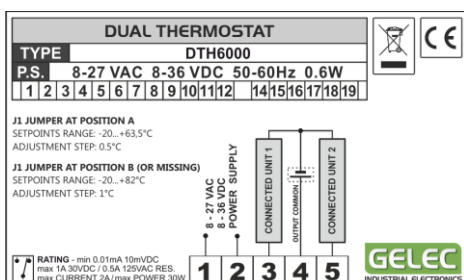 DUAL THERMOSTAT
TYPE DTH6000
P.S. 8-27 VAC 8-36 VDC 50-60Hz 0.6W
1 2 3 4 5 6 7 8 9 10 11 12 14 15 16 17 18 19
CE
J1 JUMPER AT POSITION A
SETPOINTS RANGE: -20...+63,5°C
ADJUSTMENT STEP: 0.5°C
J1 JUMPER AT POSITION B (OR MISSING)
SETPOINTS RANGE: -20...+82°C
ADJUSTMENT STEP: 1°C
8 - 27 VAC
8 - 36 VDC
POWER SUPPLY
CONNECTED UNIT 1
OUTPUT COMMON
CONNECTED UNIT 2
RATING - min 0.01mA 10mVDC
max 1A 30VDC / 0.5A 125VAC RES.
max CURRENT 2A / max POWER 30W
1 2 3 4 5
GELEC
INDUSTRIAL ELECTRONICS